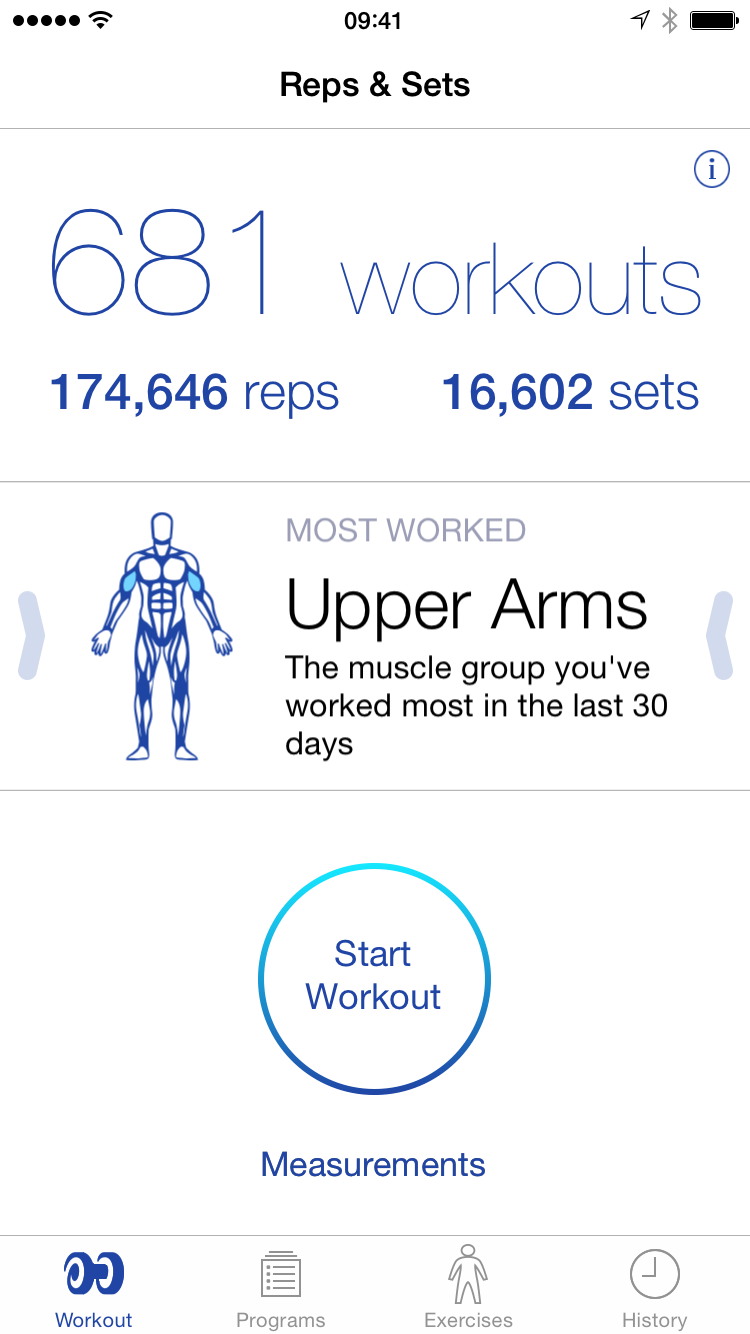 09:41
Reps & Sets
i
681 workouts
174,646 reps 16,602 sets
MOST WORKED
Upper Arms
The muscle group you've
worked most in the last 30
days
Start
Workout
Measurements
Workout Programs Exercises History